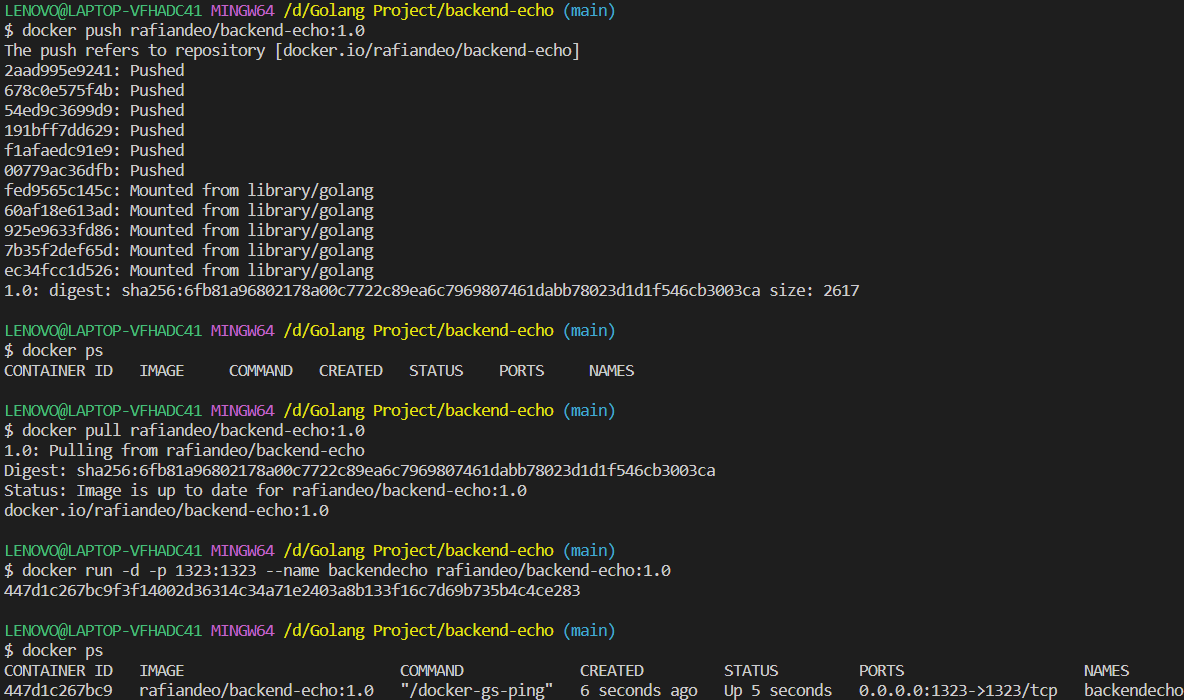 LENOVO@LAPTOP-VFHADC41 MINGW64 /d/Golang Project/backend-echo (main)
$ docker push rafiandeo/backend-echo:1.0
The push refers to repository [docker.io/rafiandeo/backend-echo]
2aad995e9241: Pushed
678c0e575f4b: Pushed
54ed9c3699d9: Pushed
191bff7dd629: Pushed
f1afaedc91e9: Pushed
00779ac36dfb: Pushed
fed9565c145c: Mounted from library/golang
60af18e613ad: Mounted from library/golang
925e9633fd86: Mounted from library/golang
7b35f2def65d: Mounted from library/golang
ec34fcc1d526: Mounted from library/golang
1.0: digest: sha256:6fb81a96802178a00c7722c89ea6c7969807461dabb78023d1d1f546cb3003ca size: 2617
LENOVO@LAPTOP-VFHADC41 MINGW64 /d/Golang Project/backend-echo (main)
$ docker ps
CONTAINER ID   IMAGE     COMMAND   CREATED   STATUS    PORTS     NAMES
LENOVO@LAPTOP-VFHADC41 MINGW64 /d/Golang Project/backend-echo (main)
$ docker pull rafiandeo/backend-echo:1.0
1.0: Pulling from rafiandeo/backend-echo
Digest: sha256:6fb81a96802178a00c7722c89ea6c7969807461dabb78023d1d1f546cb3003ca
Status: Image is up to date for rafiandeo/backend-echo:1.0
docker.io/rafiandeo/backend-echo:1.0
LENOVO@LAPTOP-VFHADC41 MINGW64 /d/Golang Project/backend-echo (main)
$ docker run -d -p 1323:1323 --name backendecho rafiandeo/backend-echo:1.0
447d1c267bc9f3f14002d36314c34a71e2403a8b133f16c7d69b735b4c4ce283
LENOVO@LAPTOP-VFHADC41 MINGW64 /d/Golang Project/backend-echo (main)
$ docker ps
CONTAINER ID   IMAGE                        COMMAND             CREATED         STATUS         PORTS                    NAMES
447d1c267bc9   rafiandeo/backend-echo:1.0   "/docker-gs-ping"   6 seconds ago   Up 5 seconds   0.0.0.0:1323->1323/tcp   backendecho